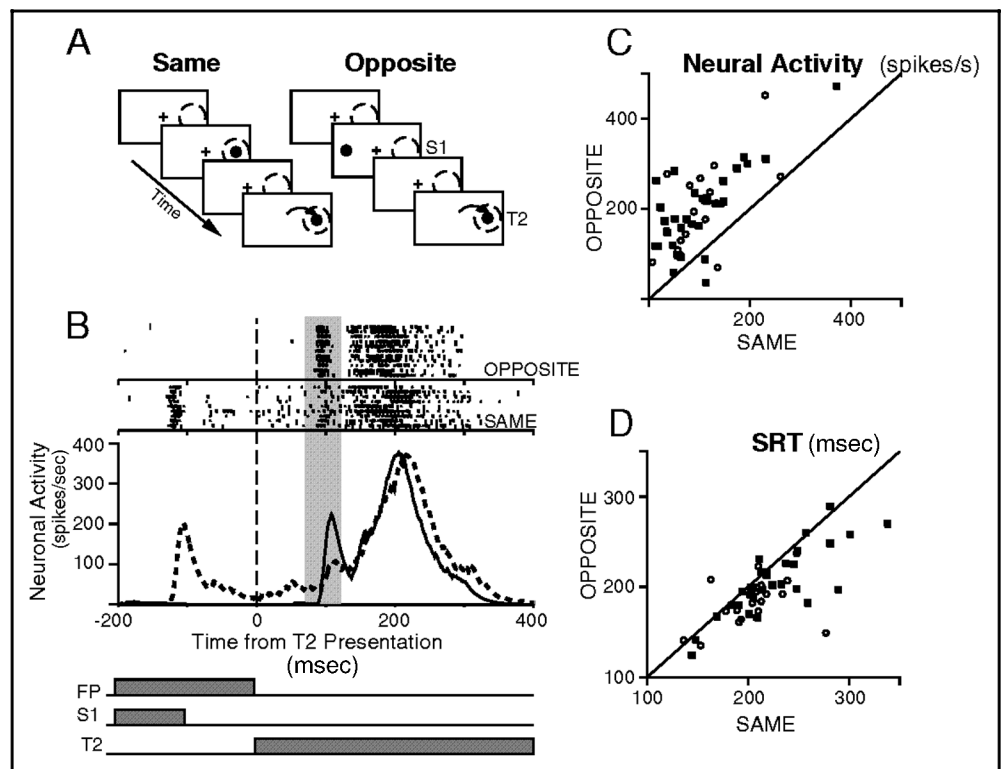 A
Same
Opposite
+
+
+
+
+
+
S1
Time
T2
B
OPPOSITE
SAME
Neuronal Activity
(spikes/sec)
400
300
200
100
-200
0
200
400
Time from T2 Presentation
(msec)
FP
S1
T2
C
Neural Activity (spikes/s)
OPPOSITE
400
200
200
400
SAME
D
SRT (msec)
OPPOSITE
300
200
100
100
200
300
SAME